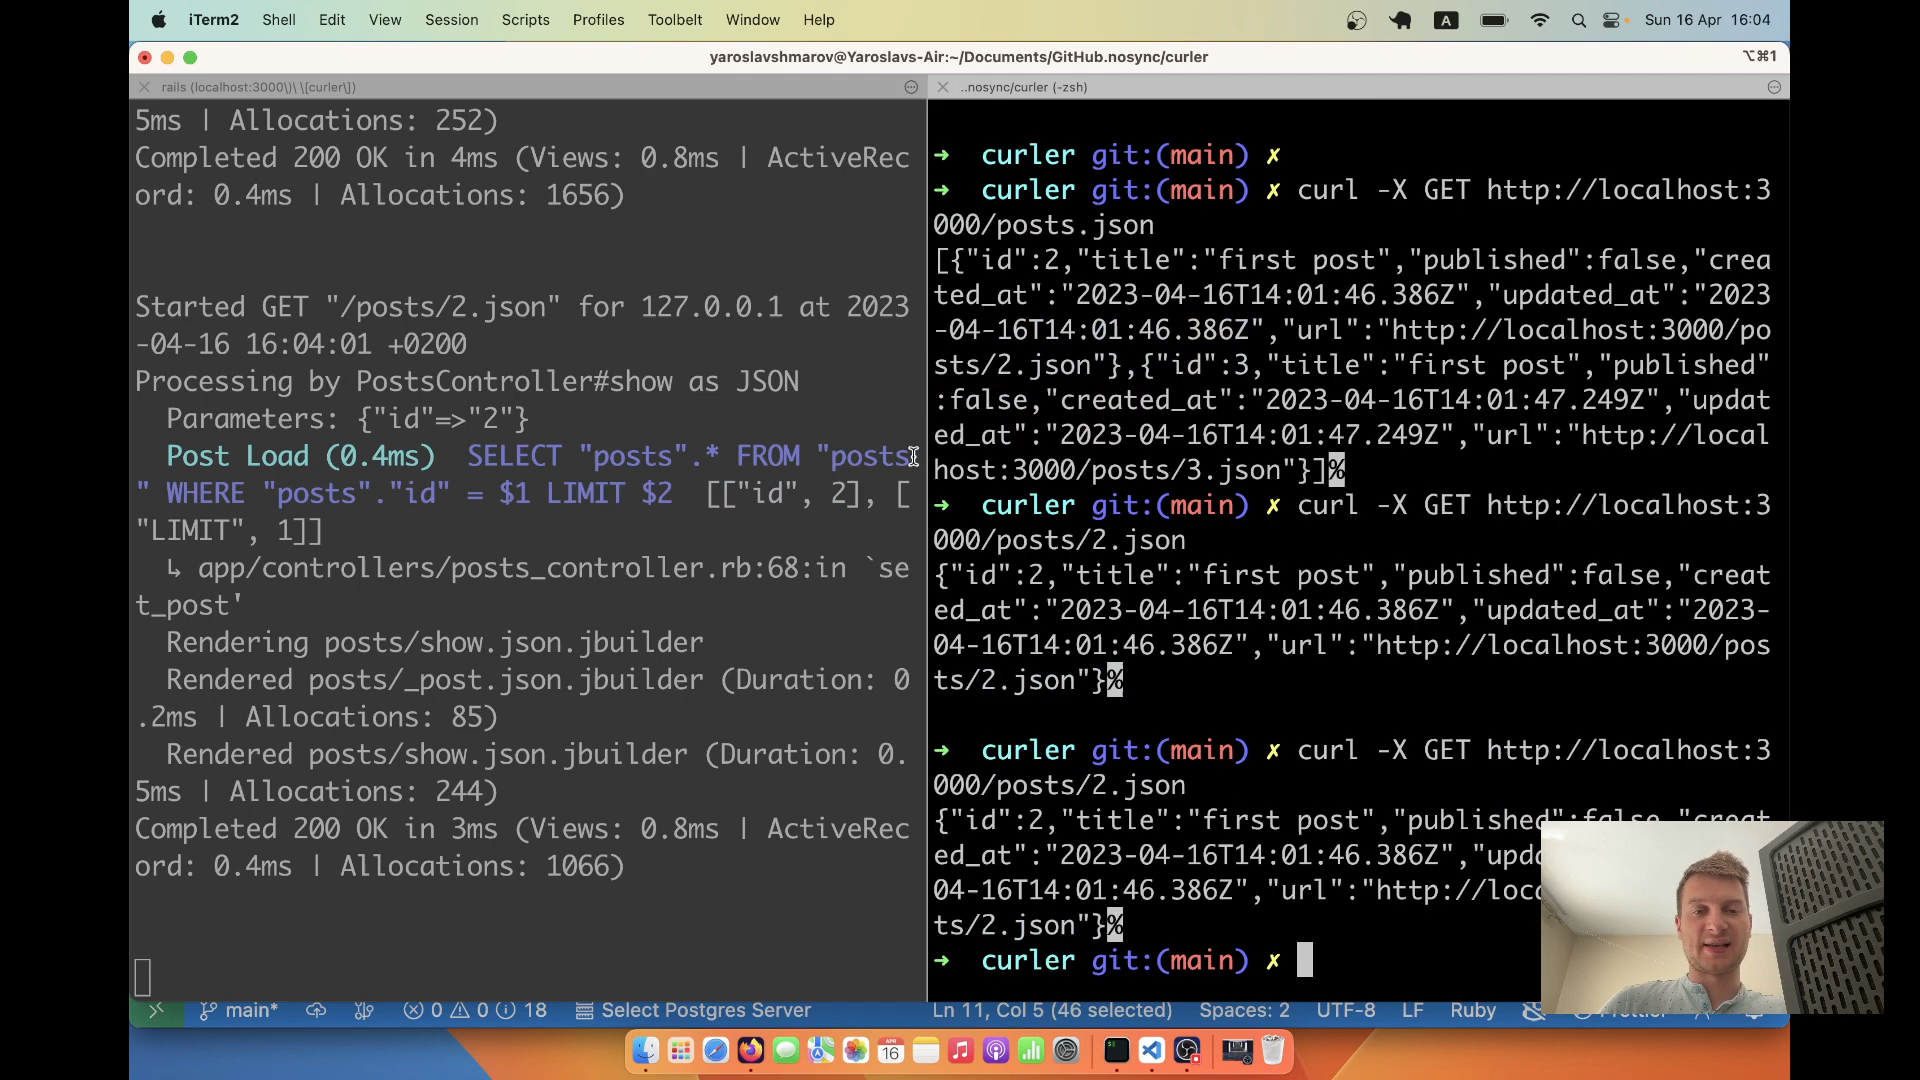 iTerm2 Shell Edit View Session Scripts Profiles Toolbelt Window Help
A Sun 16 Apr 16:04
yaroslavshmarov@Yaroslavs-Air:~/Documents/GitHub.nosync/curler
⌥⌘1
rails (localhost:3000\)\ \[curler\])
5ms | Allocations: 252)
Completed 200 OK in 4ms (Views: 0.8ms | ActiveRec
ord: 0.4ms | Allocations: 1656)
Started GET "/posts/2.json" for 127.0.0.1 at 2023
-04-16 16:04:01 +0200
Processing by PostsController#show as JSON
Parameters: {"id"=>"2"}
Post Load (0.4ms) SELECT "posts".* FROM "posts
" WHERE "posts"."id" = $1 LIMIT $2 [["id", 2], [
"LIMIT", 1]]
↳ app/controllers/posts_controller.rb:68:in `se
t_post'
Rendering posts/show.json.jbuilder
Rendered posts/_post.json.jbuilder (Duration: 0
.2ms | Allocations: 85)
Rendered posts/show.json.jbuilder (Duration: 0.
5ms | Allocations: 244)
Completed 200 OK in 3ms (Views: 0.8ms | ActiveRec
ord: 0.4ms | Allocations: 1066)
..nosync/curler (-zsh)
➜ curler git:(main) ✗
➜ curler git:(main) ✗ curl -X GET http://localhost:3
000/posts.json
[{"id":2,"title":"first post","published":false,"crea
ted_at":"2023-04-16T14:01:46.386Z","updated_at":"2023
-04-16T14:01:46.386Z","url":"http://localhost:3000/po
sts/2.json"},{"id":3,"title":"first post","published"
:false,"created_at":"2023-04-16T14:01:47.249Z","updat
ed_at":"2023-04-16T14:01:47.249Z","url":"http://local
host:3000/posts/3.json"}]%
➜ curler git:(main) ✗ curl -X GET http://localhost:3
000/posts/2.json
{"id":2,"title":"first post","published":false,"creat
ed_at":"2023-04-16T14:01:46.386Z","updated_at":"2023-
04-16T14:01:46.386Z","url":"http://localhost:3000/pos
ts/2.json"}%
➜ curler git:(main) ✗ curl -X GET http://localhost:3
000/posts/2.json
{"id":2,"title":"first post","published":false,"creat
ed_at":"2023-04-16T14:01:46.386Z","upd
04-16T14:01:46.386Z","url":"http://loc
ts/2.json"}%
➜ curler git:(main) ✗
main* 0 0 18 Select Postgres Server
Ln 11, Col 5 (46 selected) Spaces: 2 UTF-8 LF Ruby
APR
16